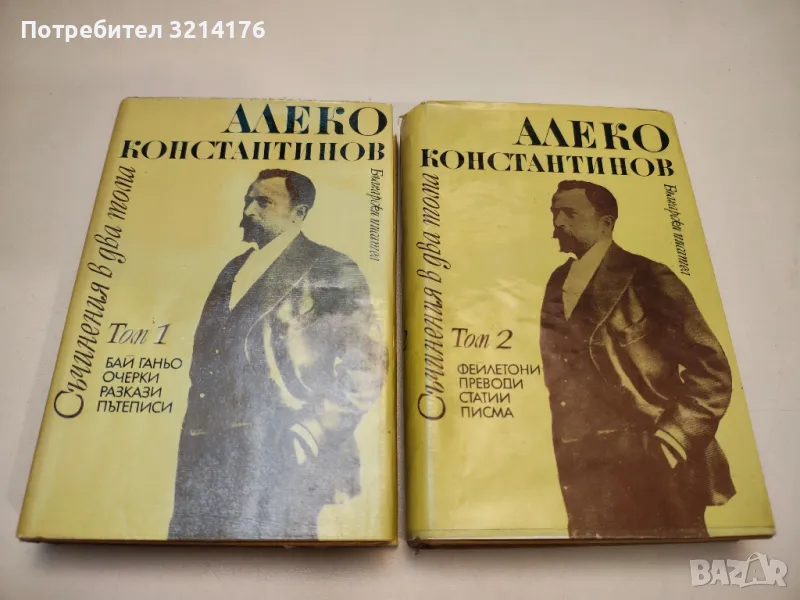 Потребител 3214176
АЛЕКО
КОНСТАНТИНОВ
Български писател
Съчинения в два тома
Том 1
БАЙ ГАНЬО
ОЧЕРКИ
РАЗКАЗИ
ПЪТЕПИСИ
АЛЕКО
КОНСТАНТИНОВ
Български писател
Съчинения в два тома
Том 2
ФЕЙЛЕТОНИ
ПРЕВОДИ
СТАТИИ
ПИСМА
BAZAR